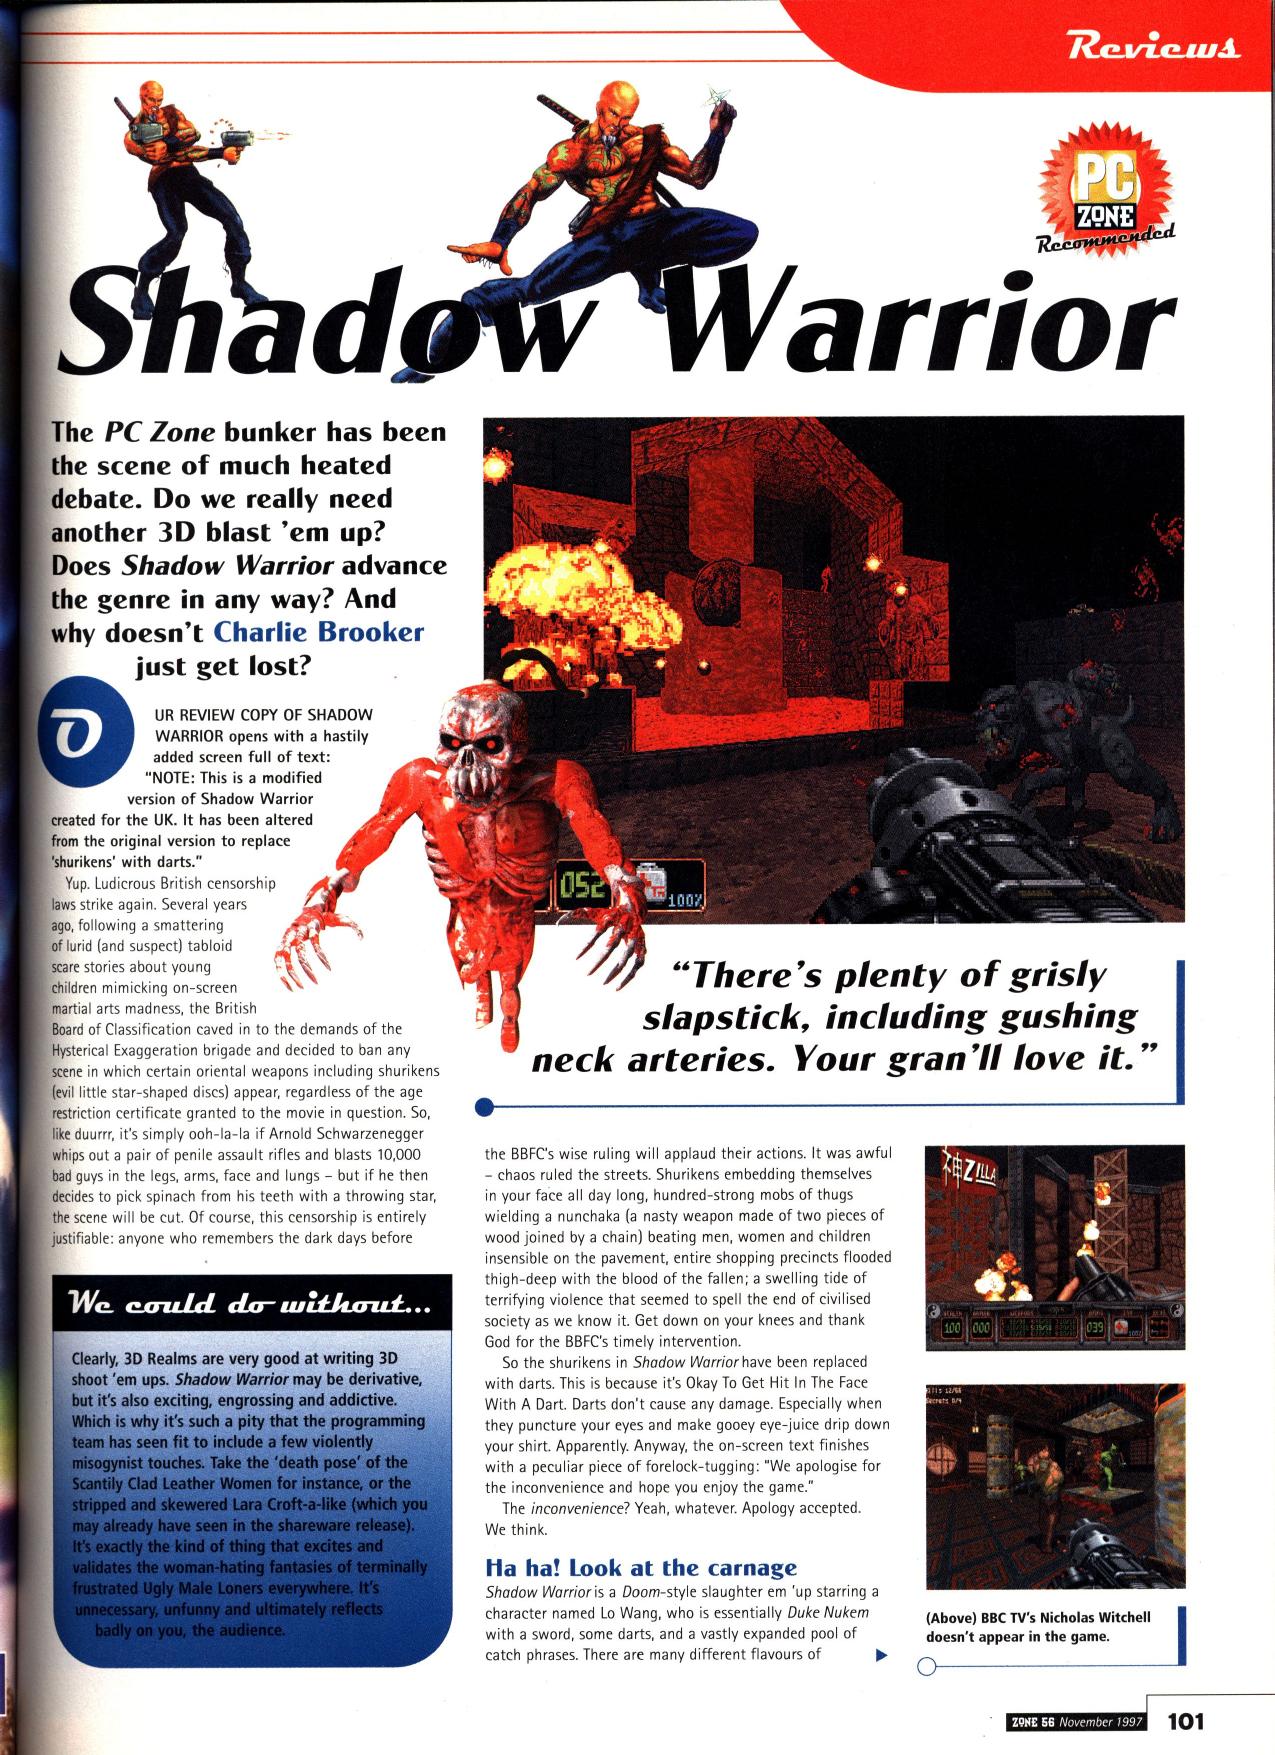 Reviews
PC
ZONE
Recommended
Shadow Warrior
The PC Zone bunker has been
the scene of much heated
debate. Do we really need
another 3D blast 'em up?
Does Shadow Warrior advance
the genre in any way? And
why doesn't Charlie Brooker
just get lost?
OUR REVIEW COPY OF SHADOW
WARRIOR opens with a hastily
added screen full of text:
"NOTE: This is a modified
version of Shadow Warrior
created for the UK. It has been altered
from the original version to replace
'shurikens' with darts."
Yup. Ludicrous British censorship
laws strike again. Several years
ago, following a smattering
of lurid (and suspect) tabloid
scare stories about young
children mimicking on-screen
martial arts madness, the British
Board of Classification caved in to the demands of the
Hysterical Exaggeration brigade and decided to ban any
scene in which certain oriental weapons including shurikens
(evil little star-shaped discs) appear, regardless of the age
restriction certificate granted to the movie in question. So,
like duurrr, it's simply ooh-la-la if Arnold Schwarzenegger
whips out a pair of penile assault rifles and blasts 10,000
bad guys in the legs, arms, face and lungs – but if he then
decides to pick spinach from his teeth with a throwing star,
the scene will be cut. Of course, this censorship is entirely
justifiable: anyone who remembers the dark days before
We could do without...
Clearly, 3D Realms are very good at writing 3D
shoot 'em ups. Shadow Warrior may be derivative,
but it's also exciting, engrossing and addictive.
Which is why it's such a pity that the programming
team has seen fit to include a few violently
misogynist touches. Take the 'death pose' of the
Scantily Clad Leather Women for instance, or the
stripped and skewered Lara Croft-a-like (which you
may already have seen in the shareware release).
It's exactly the kind of thing that excites and
validates the woman-hating fantasies of terminally
frustrated Ugly Male Loners everywhere. It's
unnecessary, unfunny and ultimately reflects
badly on you, the audience.
052
100%
"There's plenty of grisly
slapstick, including gushing
neck arteries. Your gran'll love it."
the BBFC's wise ruling will applaud their actions. It was awful
– chaos ruled the streets. Shurikens embedding themselves
in your face all day long, hundred-strong mobs of thugs
wielding a nunchaka (a nasty weapon made of two pieces of
wood joined by a chain) beating men, women and children
insensible on the pavement, entire shopping precincts flooded
thigh-deep with the blood of the fallen; a swelling tide of
terrifying violence that seemed to spell the end of civilised
society as we know it. Get down on your knees and thank
God for the BBFC's timely intervention.
So the shurikens in Shadow Warrior have been replaced
with darts. This is because it's Okay To Get Hit In The Face
With A Dart. Darts don't cause any damage. Especially when
they puncture your eyes and make gooey eye-juice drip down
your shirt. Apparently. Anyway, the on-screen text finishes
with a peculiar piece of forelock-tugging: "We apologise for
the inconvenience and hope you enjoy the game."
The inconvenience? Yeah, whatever. Apology accepted.
We think.
Ha ha! Look at the carnage
Shadow Warrior is a Doom-style slaughter em 'up starring a
character named Lo Wang, who is essentially Duke Nukem
with a sword, some darts, and a vastly expanded pool of
catch phrases. There are many different flavours of
神ZILLA
100 000 039
Kills 12/66
Secrets 0/4
(Above) BBC TV's Nicholas Witchell
doesn't appear in the game.
ZONE 56 November 1997 101